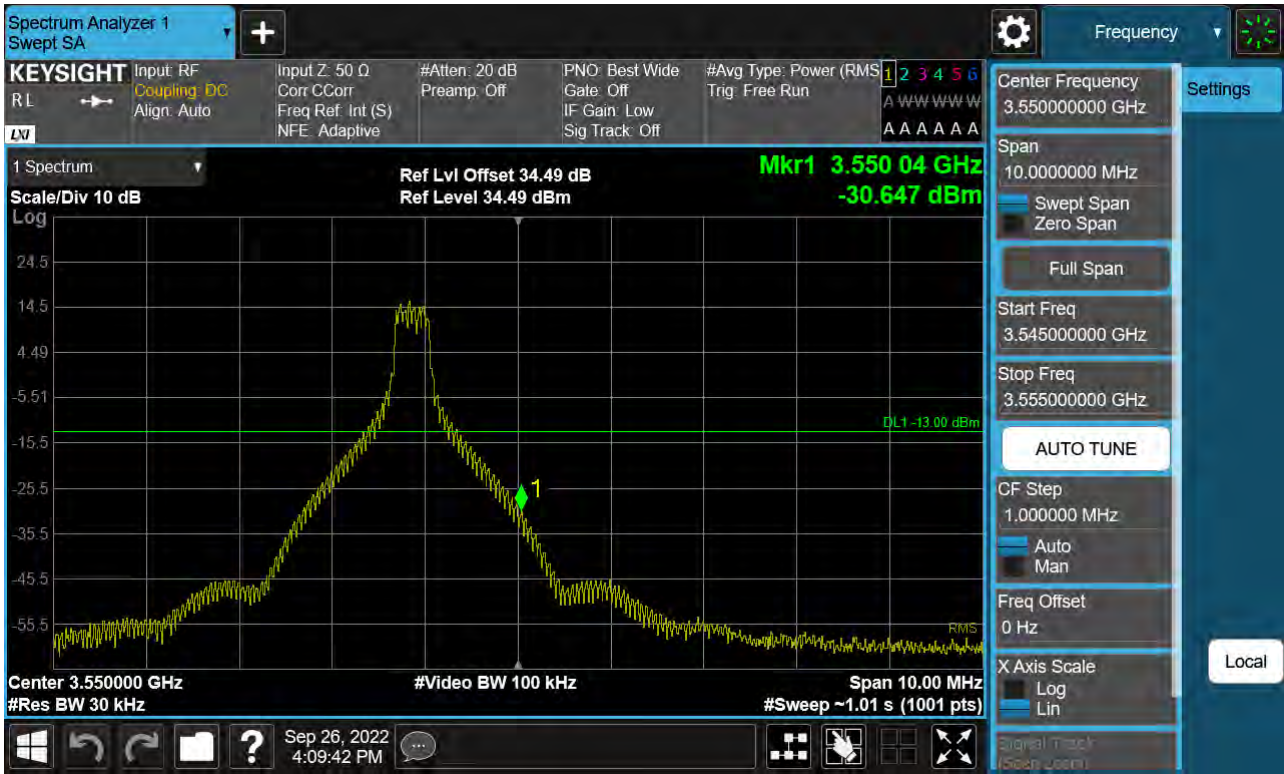 Spectrum Analyzer 1
Swept SA
Frequency
KEYSIGHT
RL
LXI
Input: RF
Coupling: DC
Align: Auto
Input Z: 50 Ω
Corr CCorr
Freq Ref: Int (S)
NFE: Adaptive
#Atten: 20 dB
Preamp: Off
PNO: Best Wide
Gate: Off
IF Gain: Low
Sig Track: Off
#Avg Type: Power (RMS
Trig: Free Run
1 2 3 4 5 6
A W W W W W
A A A A A A
1 Spectrum
Scale/Div 10 dB
Log
Ref Lvl Offset 34.49 dB
Ref Level 34.49 dBm
Mkr1 3.550 04 GHz
-30.647 dBm
24.5
14.5
4.49
-5.51
-15.5
-25.5
-35.5
-45.5
-55.5
DL1 -13.00 dBm
1
RMS
Center 3.550000 GHz
#Res BW 30 kHz
#Video BW 100 kHz
Span 10.00 MHz
#Sweep ~1.01 s (1001 pts)
Sep 26, 2022
4:09:42 PM
Center Frequency
3.550000000 GHz
Span
10.0000000 MHz
Swept Span
Zero Span
Full Span
Start Freq
3.545000000 GHz
Stop Freq
3.555000000 GHz
AUTO TUNE
CF Step
1.000000 MHz
Auto
Man
Freq Offset
0 Hz
X Axis Scale
Log
Lin
Signal Track
(Span Zoom)
Settings
Local